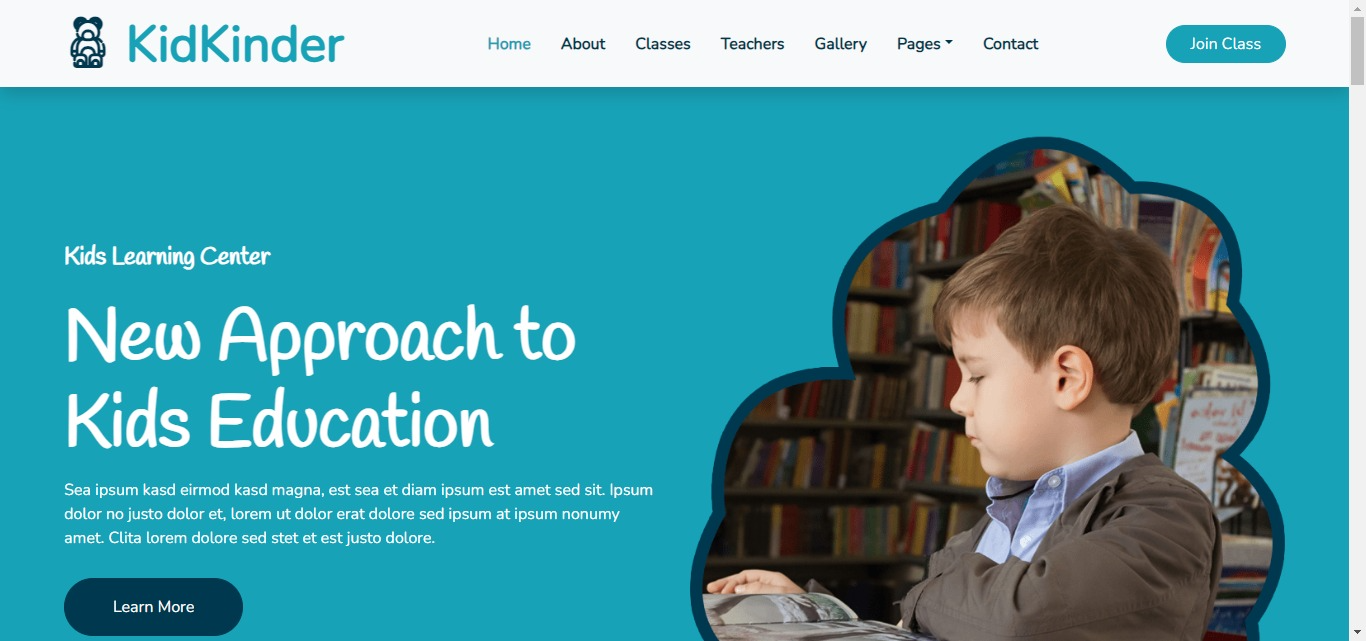 KidKinder
Home About Classes Teachers Gallery Pages Contact
Join Class
Kids Learning Center
New Approach to
Kids Education
Sea ipsum kasd eirmod kasd magna, est sea et diam ipsum est amet sed sit. Ipsum
dolor no justo dolor et, lorem ut dolor erat dolore sed ipsum at ipsum nonumy
amet. Clita lorem dolore sed stet et est justo dolore.
Learn More